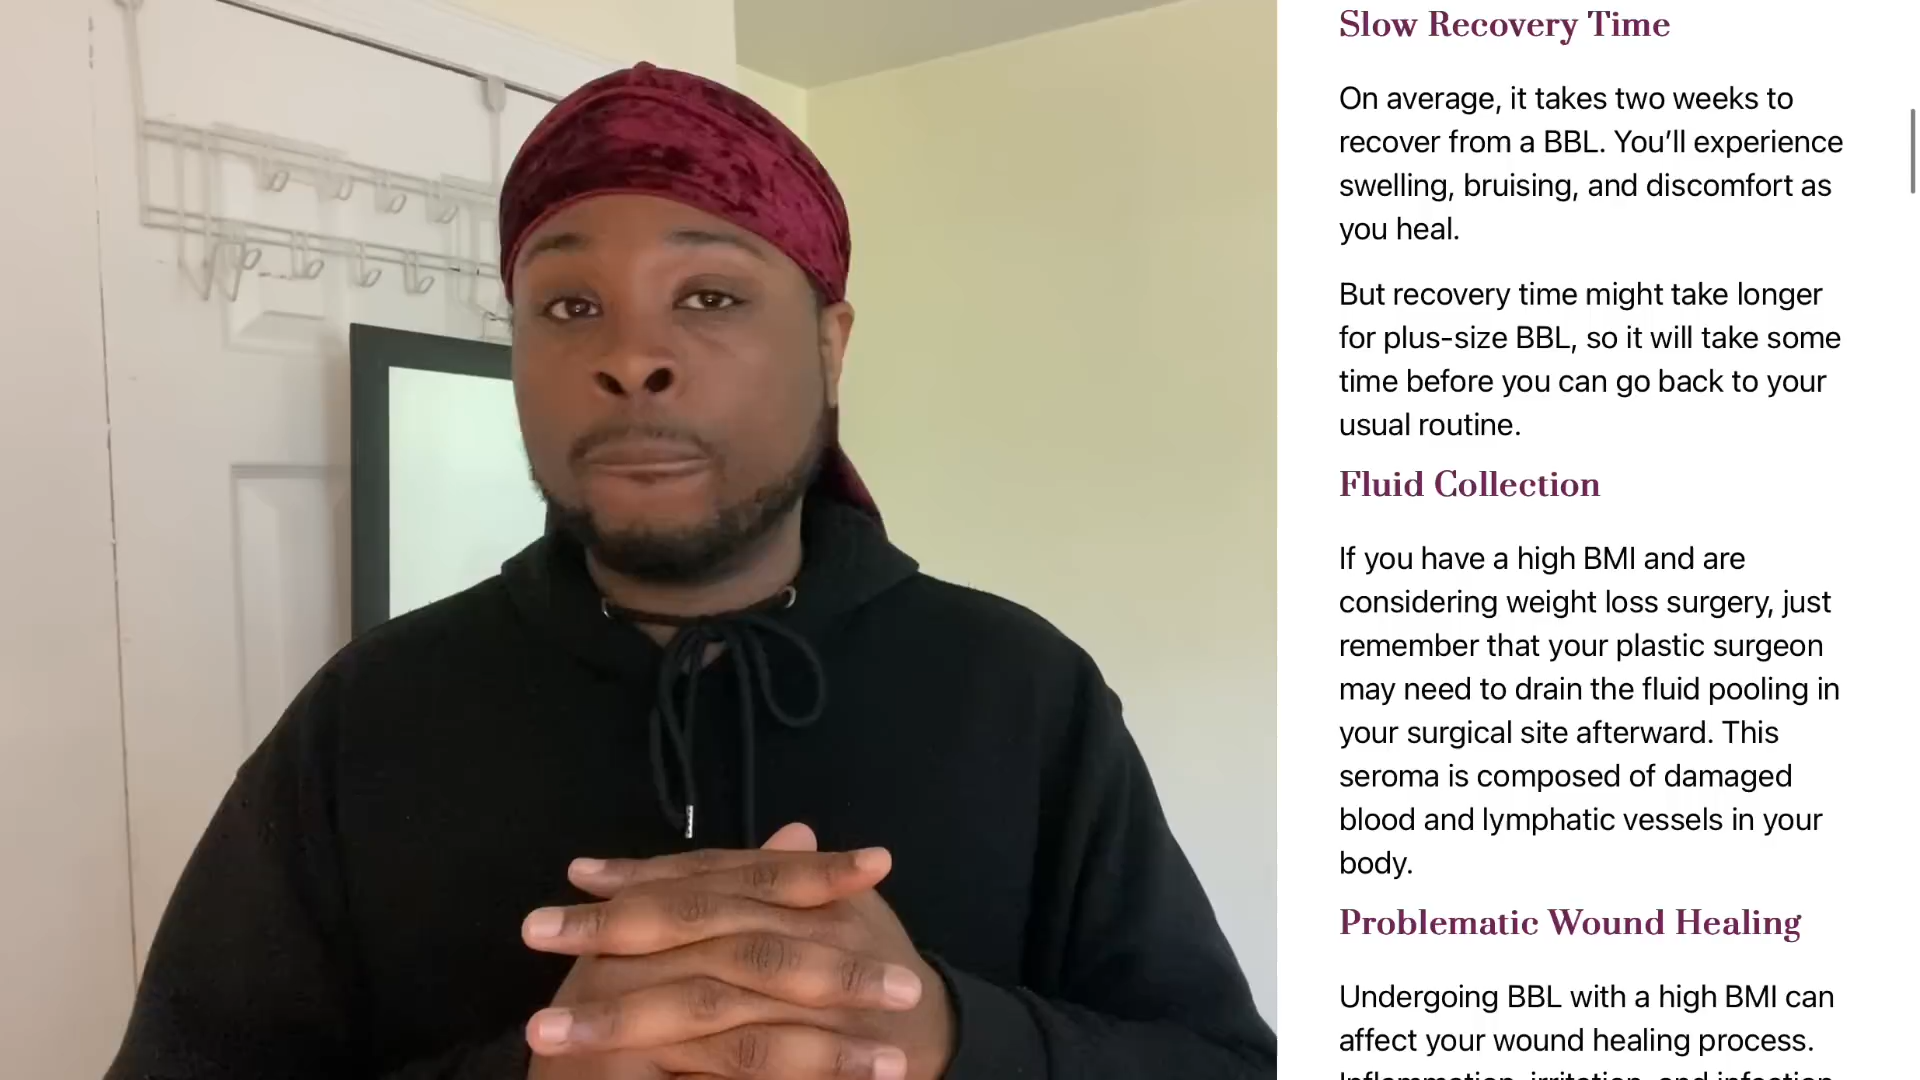 Slow Recovery Time
On average, it takes two weeks to
recover from a BBL. You’ll experience
swelling, bruising, and discomfort as
you heal.
But recovery time might take longer
for plus-size BBL, so it will take some
time before you can go back to your
usual routine.
Fluid Collection
If you have a high BMI and are
considering weight loss surgery, just
remember that your plastic surgeon
may need to drain the fluid pooling in
your surgical site afterward. This
seroma is composed of damaged
blood and lymphatic vessels in your
body.
Problematic Wound Healing
Undergoing BBL with a high BMI can
affect your wound healing process.
Inflammation, irritation, and infection